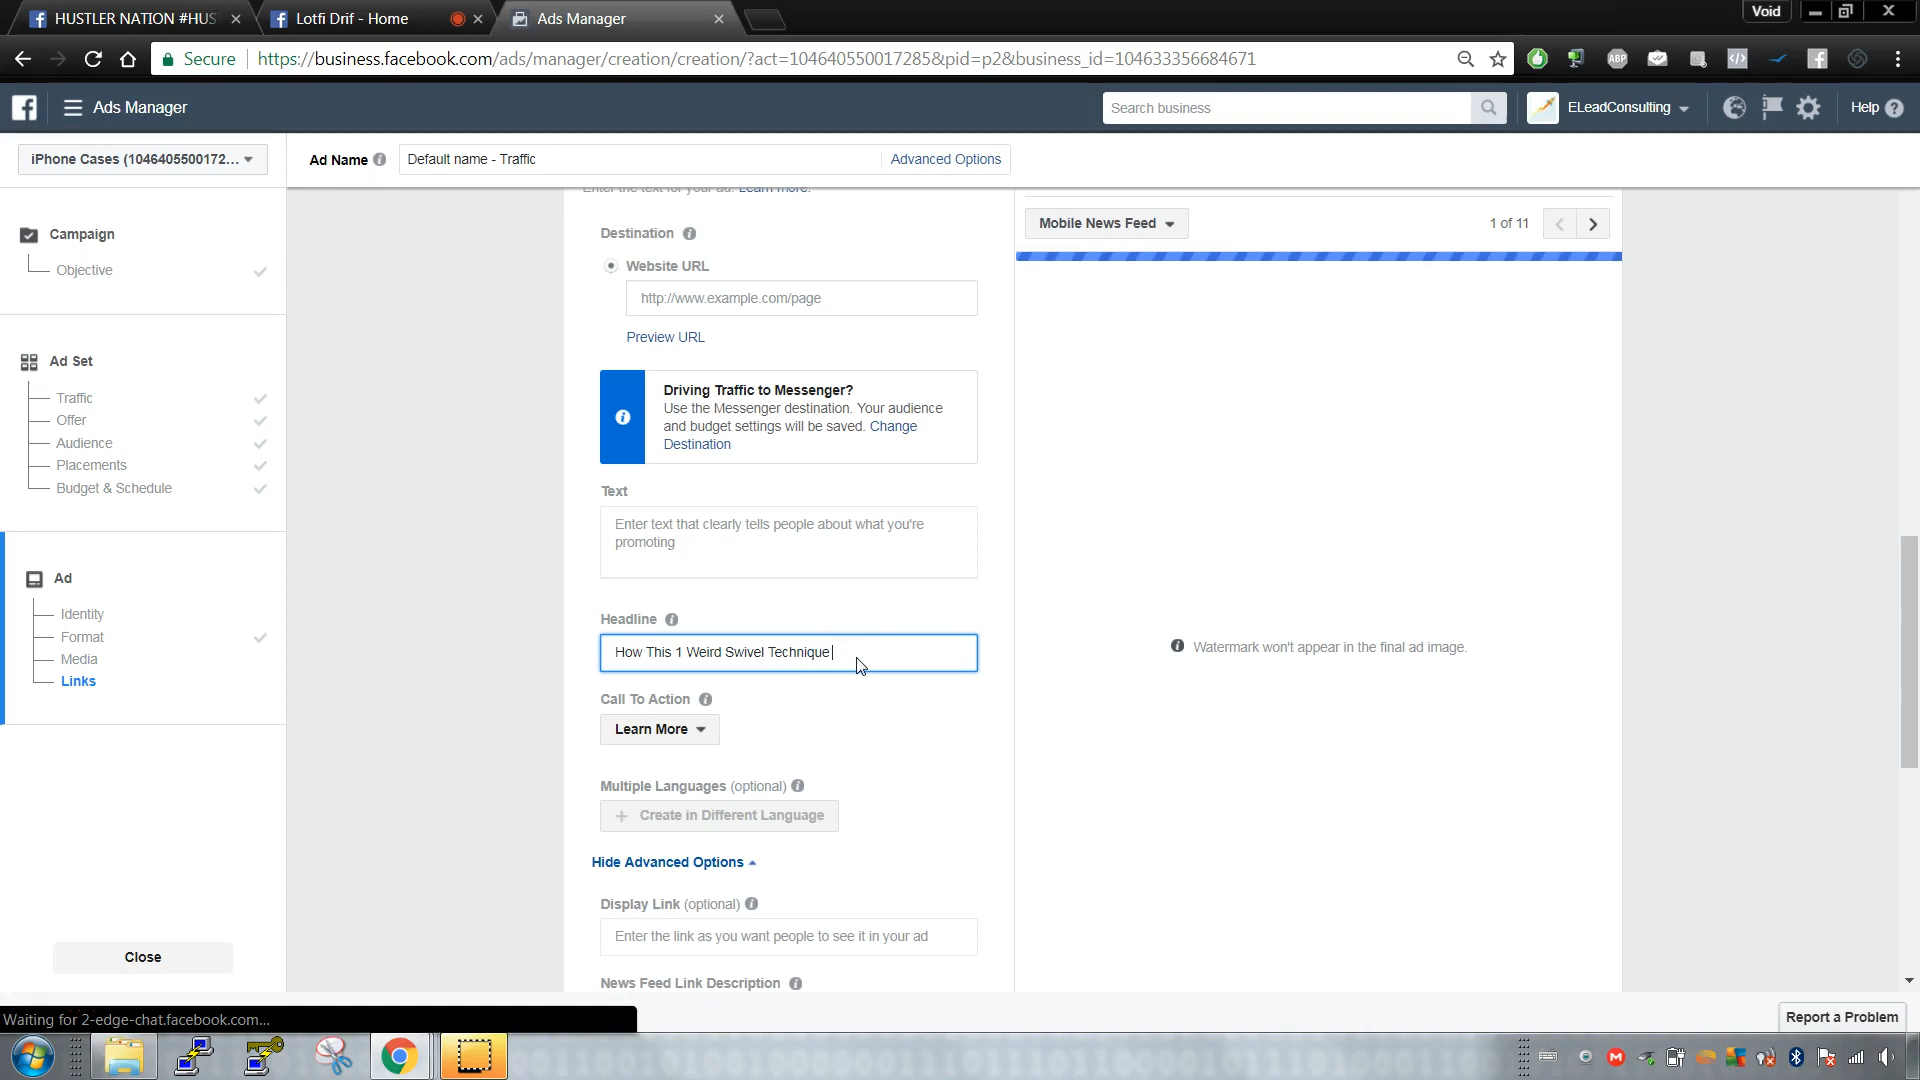 HUSTLER NATION #HUS
Lotfi Drif - Home
Ads Manager
Void
Secure
https://business.facebook.com/ads/manager/creation/creation/?act=104640550017285&pid=p2&business_id=104633356684671
ABP
Ads Manager
Search business
ELeadConsulting
Help
iPhone Cases (1046405500172...
Ad Name
Default name - Traffic
Advanced Options
Enter the text for your ad. Learn more.
Campaign
Objective
Ad Set
Traffic
Offer
Audience
Placements
Budget & Schedule
Ad
Identity
Format
Media
Links
Close
Destination
Website URL
http://www.example.com/page
Preview URL
Driving Traffic to Messenger?
Use the Messenger destination. Your audience
and budget settings will be saved. Change
Destination
Text
Enter text that clearly tells people about what you're
promoting
Headline
How This 1 Weird Swivel Technique
Call To Action
Learn More
Multiple Languages (optional)
Create in Different Language
Hide Advanced Options
Display Link (optional)
Enter the link as you want people to see it in your ad
News Feed Link Description
Mobile News Feed
1 of 11
Watermark won't appear in the final ad image.
Waiting for 2-edge-chat.facebook.com...
Report a Problem